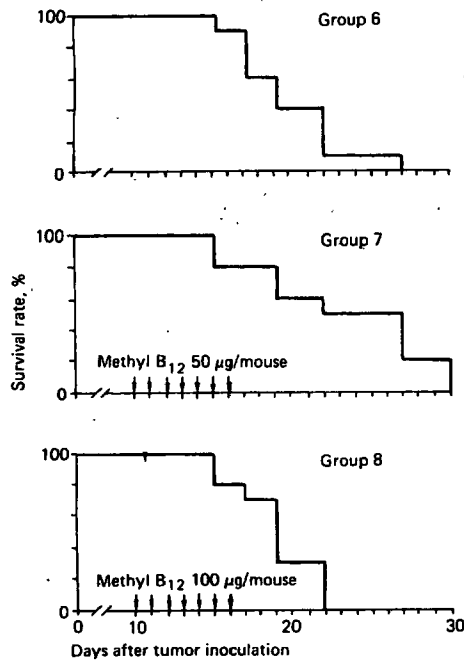 Group 6
100
0
Group 7
100
Methyl B12 50 µg/mouse
0
Survival rate, %
Group 8
100
Methyl B12 100 µg/mouse
0
0 10 20 30
Days after tumor inoculation